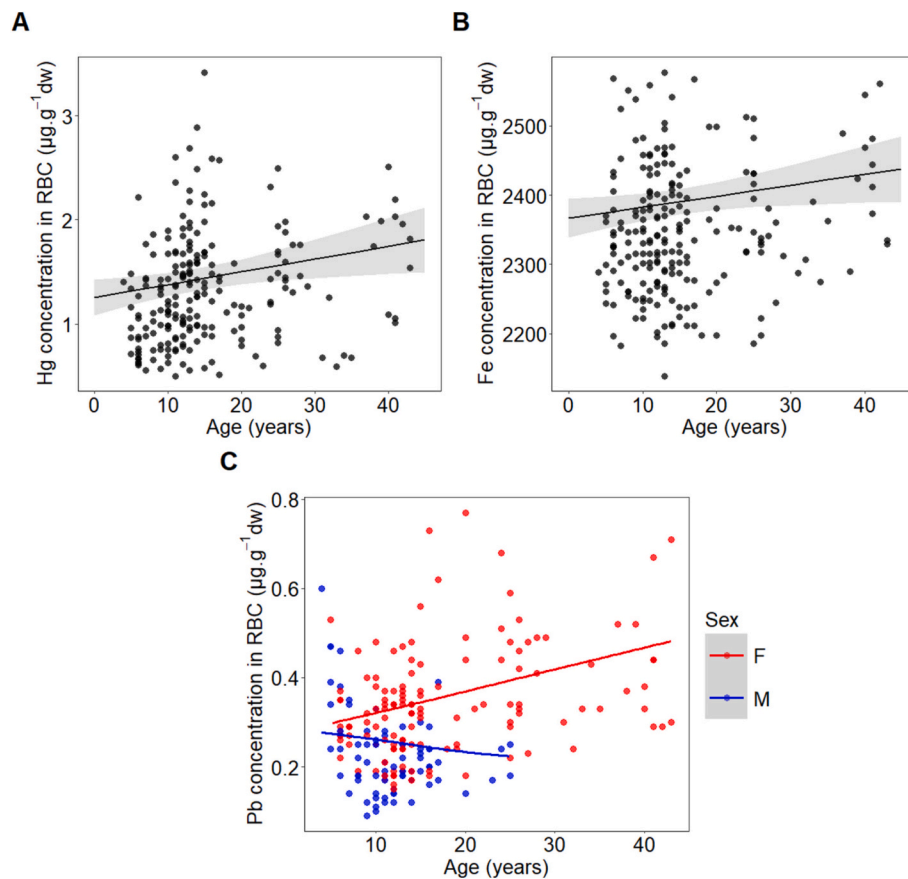 A
Hg concentration in RBC (µg.g⁻¹dw)
3
2
1
0 10 20 30 40
Age (years)
B
Fe concentration in RBC (µg.g⁻¹dw)
2500
2400
2300
2200
0 10 20 30 40
Age (years)
C
Pb concentration in RBC (µg.g⁻¹dw)
0.8
0.6
0.4
0.2
10 20 30 40
Age (years)
Sex
F
M